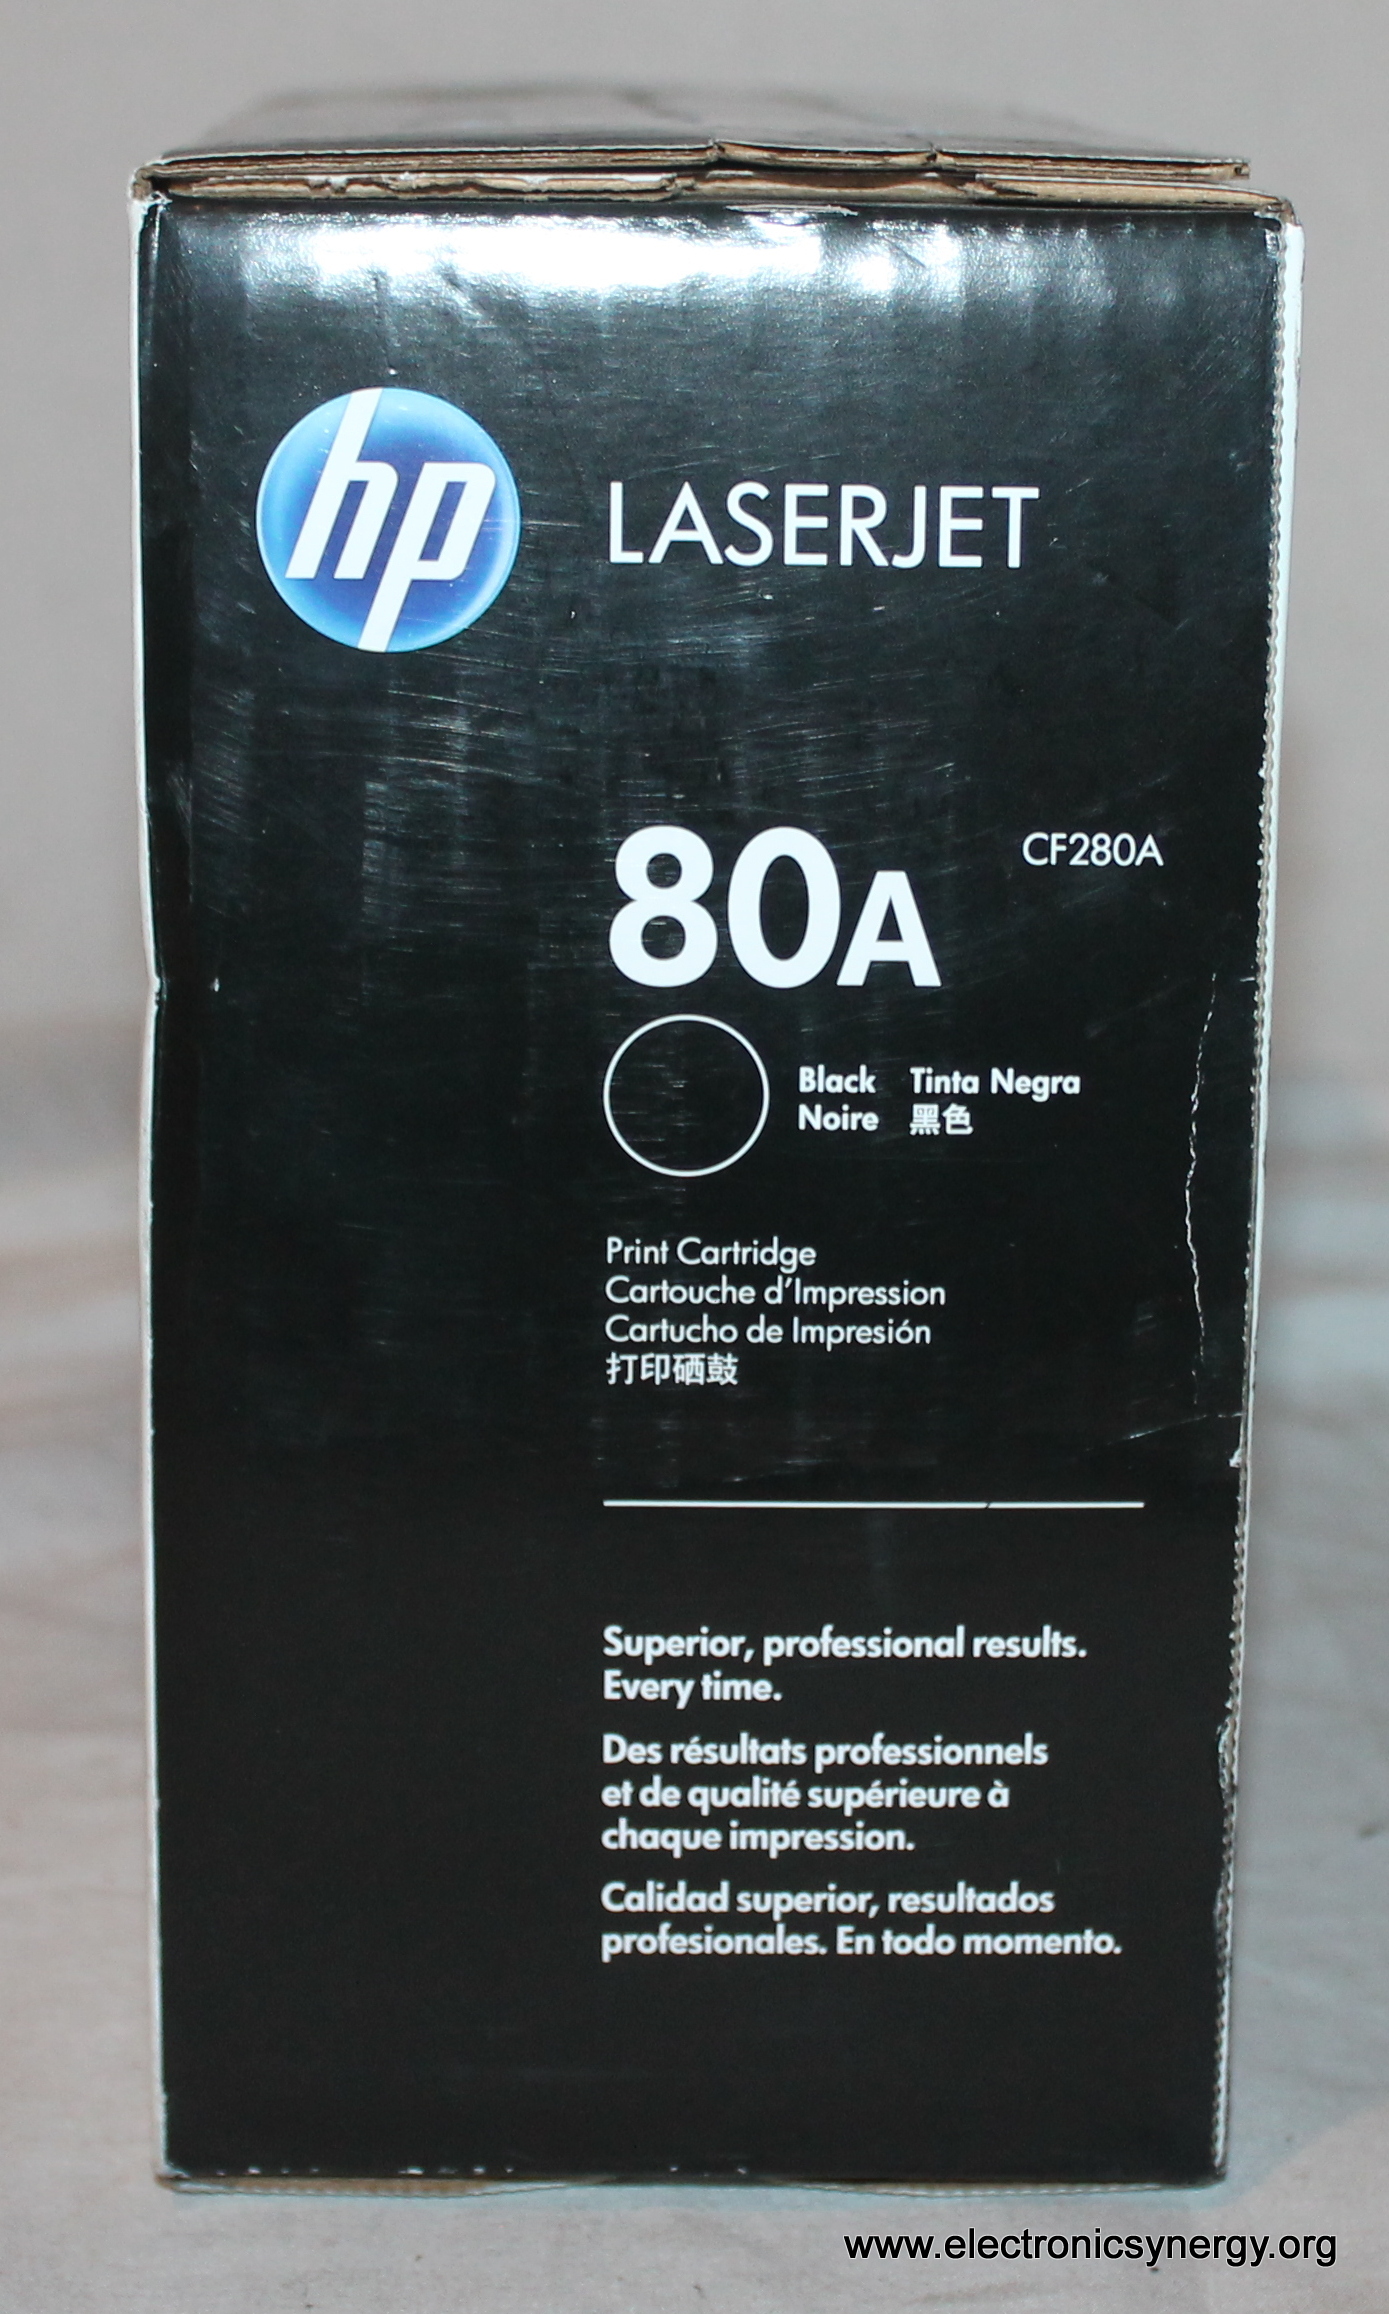 hp LASERJET
80A CF280A
Black Tinta Negra
Noire 黑色
Print Cartridge
Cartouche d'Impression
Cartucho de Impresión
打印硒鼓
Superior, professional results.
Every time.
Des résultats professionnels
et de qualité supérieure à
chaque impression.
Calidad superior, resultados
profesionales. En todo momento.
www.electronicsynergy.org